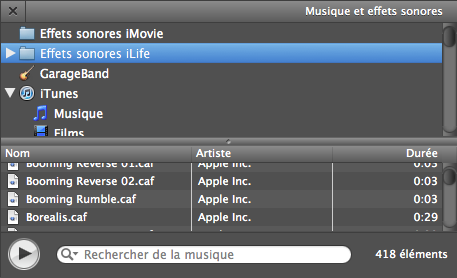 Musique et effets sonores
Effets sonores iMovie
Effets sonores iLife
GarageBand
iTunes
Musique
Films
Nom Artiste Durée
Booming Reverse 01.caf Apple Inc. 0:03
Booming Reverse 02.caf Apple Inc. 0:03
Booming Rumble.caf Apple Inc. 0:03
Borealis.caf Apple Inc. 0:29
Rechercher de la musique 418 éléments